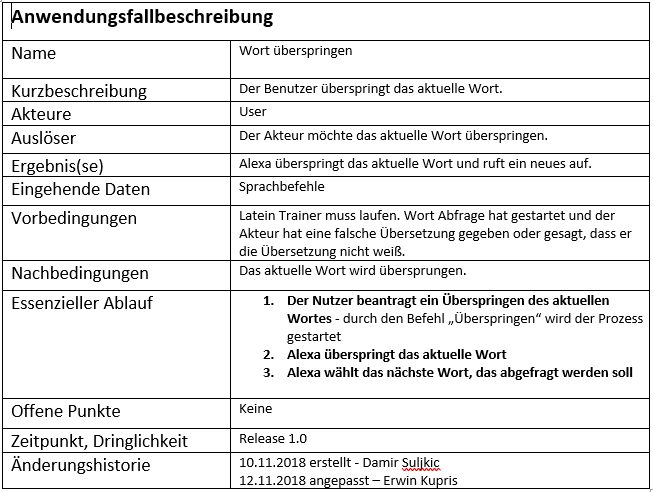 Anwendungsfallbeschreibung
Name Wort überspringen
Kurzbeschreibung Der Benutzer überspringt das aktuelle Wort.
Akteure User
Auslöser Der Akteur möchte das aktuelle Wort überspringen.
Ergebnis(se) Alexa überspringt das aktuelle Wort und ruft ein neues auf.
Eingehende Daten Sprachbefehle
Vorbedingungen Latein Trainer muss laufen. Wort Abfrage hat gestartet und der
Akteur hat eine falsche Übersetzung gegeben oder gesagt, dass er
die Übersetzung nicht weiß.
Nachbedingungen Das aktuelle Wort wird übersprungen.
Essenzieller Ablauf 1. Der Nutzer beantragt ein Überspringen des aktuellen
Wortes - durch den Befehl „Überspringen“ wird der Prozess
gestartet
2. Alexa überspringt das aktuelle Wort
3. Alexa wählt das nächste Wort, das abgefragt werden soll
Offene Punkte Keine
Zeitpunkt, Dringlichkeit Release 1.0
Änderungshistorie 10.11.2018 erstellt - Damir Suljkic
12.11.2018 angepasst – Erwin Kupris